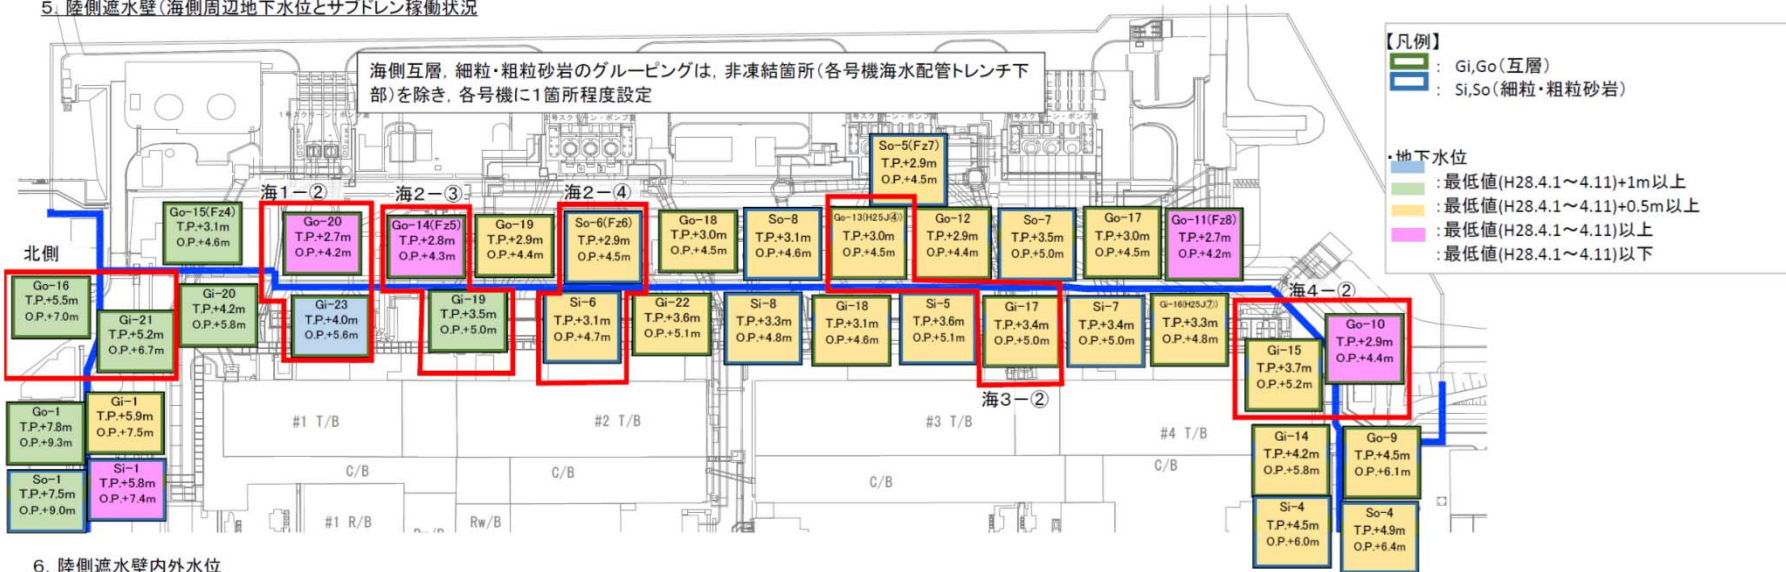 5. 陸側遮水壁(海側周辺地下水位とサブドレン稼働状況
海側互層, 細粒・粗粒砂岩のグルーピングは, 非凍結箇所(各号機海水配管トレンチ下
部)を除き, 各号機に1箇所程度設定
【凡例】
: Gi,Go(互層)
: Si,So(細粒・粗粒砂岩)
・地下水位
: 最低値(H28.4.1～4.11)+1m以上
: 最低値(H28.4.1～4.11)+0.5m以上
: 最低値(H28.4.1～4.11)以上
: 最低値(H28.4.1～4.11)以下
So-5(Fz7)
T.P.+2.9m
O.P.+4.5m
海1-②
海2-③
海2-④
Go-15(Fz4)
T.P.+3.1m
O.P.+4.6m
Go-20
T.P.+2.7m
O.P.+4.2m
Go-14(Fz5)
T.P.+2.8m
O.P.+4.3m
Go-19
T.P.+2.9m
O.P.+4.4m
So-6(Fz6)
T.P.+2.9m
O.P.+4.5m
Go-18
T.P.+3.0m
O.P.+4.5m
So-8
T.P.+3.1m
O.P.+4.6m
Go-13(H25J④)
T.P.+3.0m
O.P.+4.5m
Go-12
T.P.+2.9m
O.P.+4.4m
So-7
T.P.+3.5m
O.P.+5.0m
Go-17
T.P.+3.0m
O.P.+4.5m
Go-11(Fz8)
T.P.+2.7m
O.P.+4.2m
北側
Go-16
T.P.+5.5m
O.P.+7.0m
Gi-21
T.P.+5.2m
O.P.+6.7m
Gi-20
T.P.+4.2m
O.P.+5.8m
Gi-23
T.P.+4.0m
O.P.+5.6m
Gi-19
T.P.+3.5m
O.P.+5.0m
Si-6
T.P.+3.1m
O.P.+4.7m
Gi-22
T.P.+3.6m
O.P.+5.1m
Si-8
T.P.+3.3m
O.P.+4.8m
Gi-18
T.P.+3.1m
O.P.+4.6m
Si-5
T.P.+3.6m
O.P.+5.1m
Gi-17
T.P.+3.4m
O.P.+5.0m
Si-7
T.P.+3.4m
O.P.+5.0m
Gi-16(H25J⑦)
T.P.+3.3m
O.P.+4.8m
海4-②
Gi-15
T.P.+3.7m
O.P.+5.2m
Go-10
T.P.+2.9m
O.P.+4.4m
海3-②
Go-1
T.P.+7.8m
O.P.+9.3m
Gi-1
T.P.+5.9m
O.P.+7.5m
So-1
T.P.+7.5m
O.P.+9.0m
Si-1
T.P.+5.8m
O.P.+7.4m
#1 T/B
#2 T/B
#3 T/B
#4 T/B
C/B
C/B
C/B
C/B
#1 R/B
Rw/B
Gi-14
T.P.+4.2m
O.P.+5.8m
Go-9
T.P.+4.5m
O.P.+6.1m
Si-4
T.P.+4.5m
O.P.+6.0m
So-4
T.P.+4.9m
O.P.+6.4m
6. 陸側遮水壁内外水位